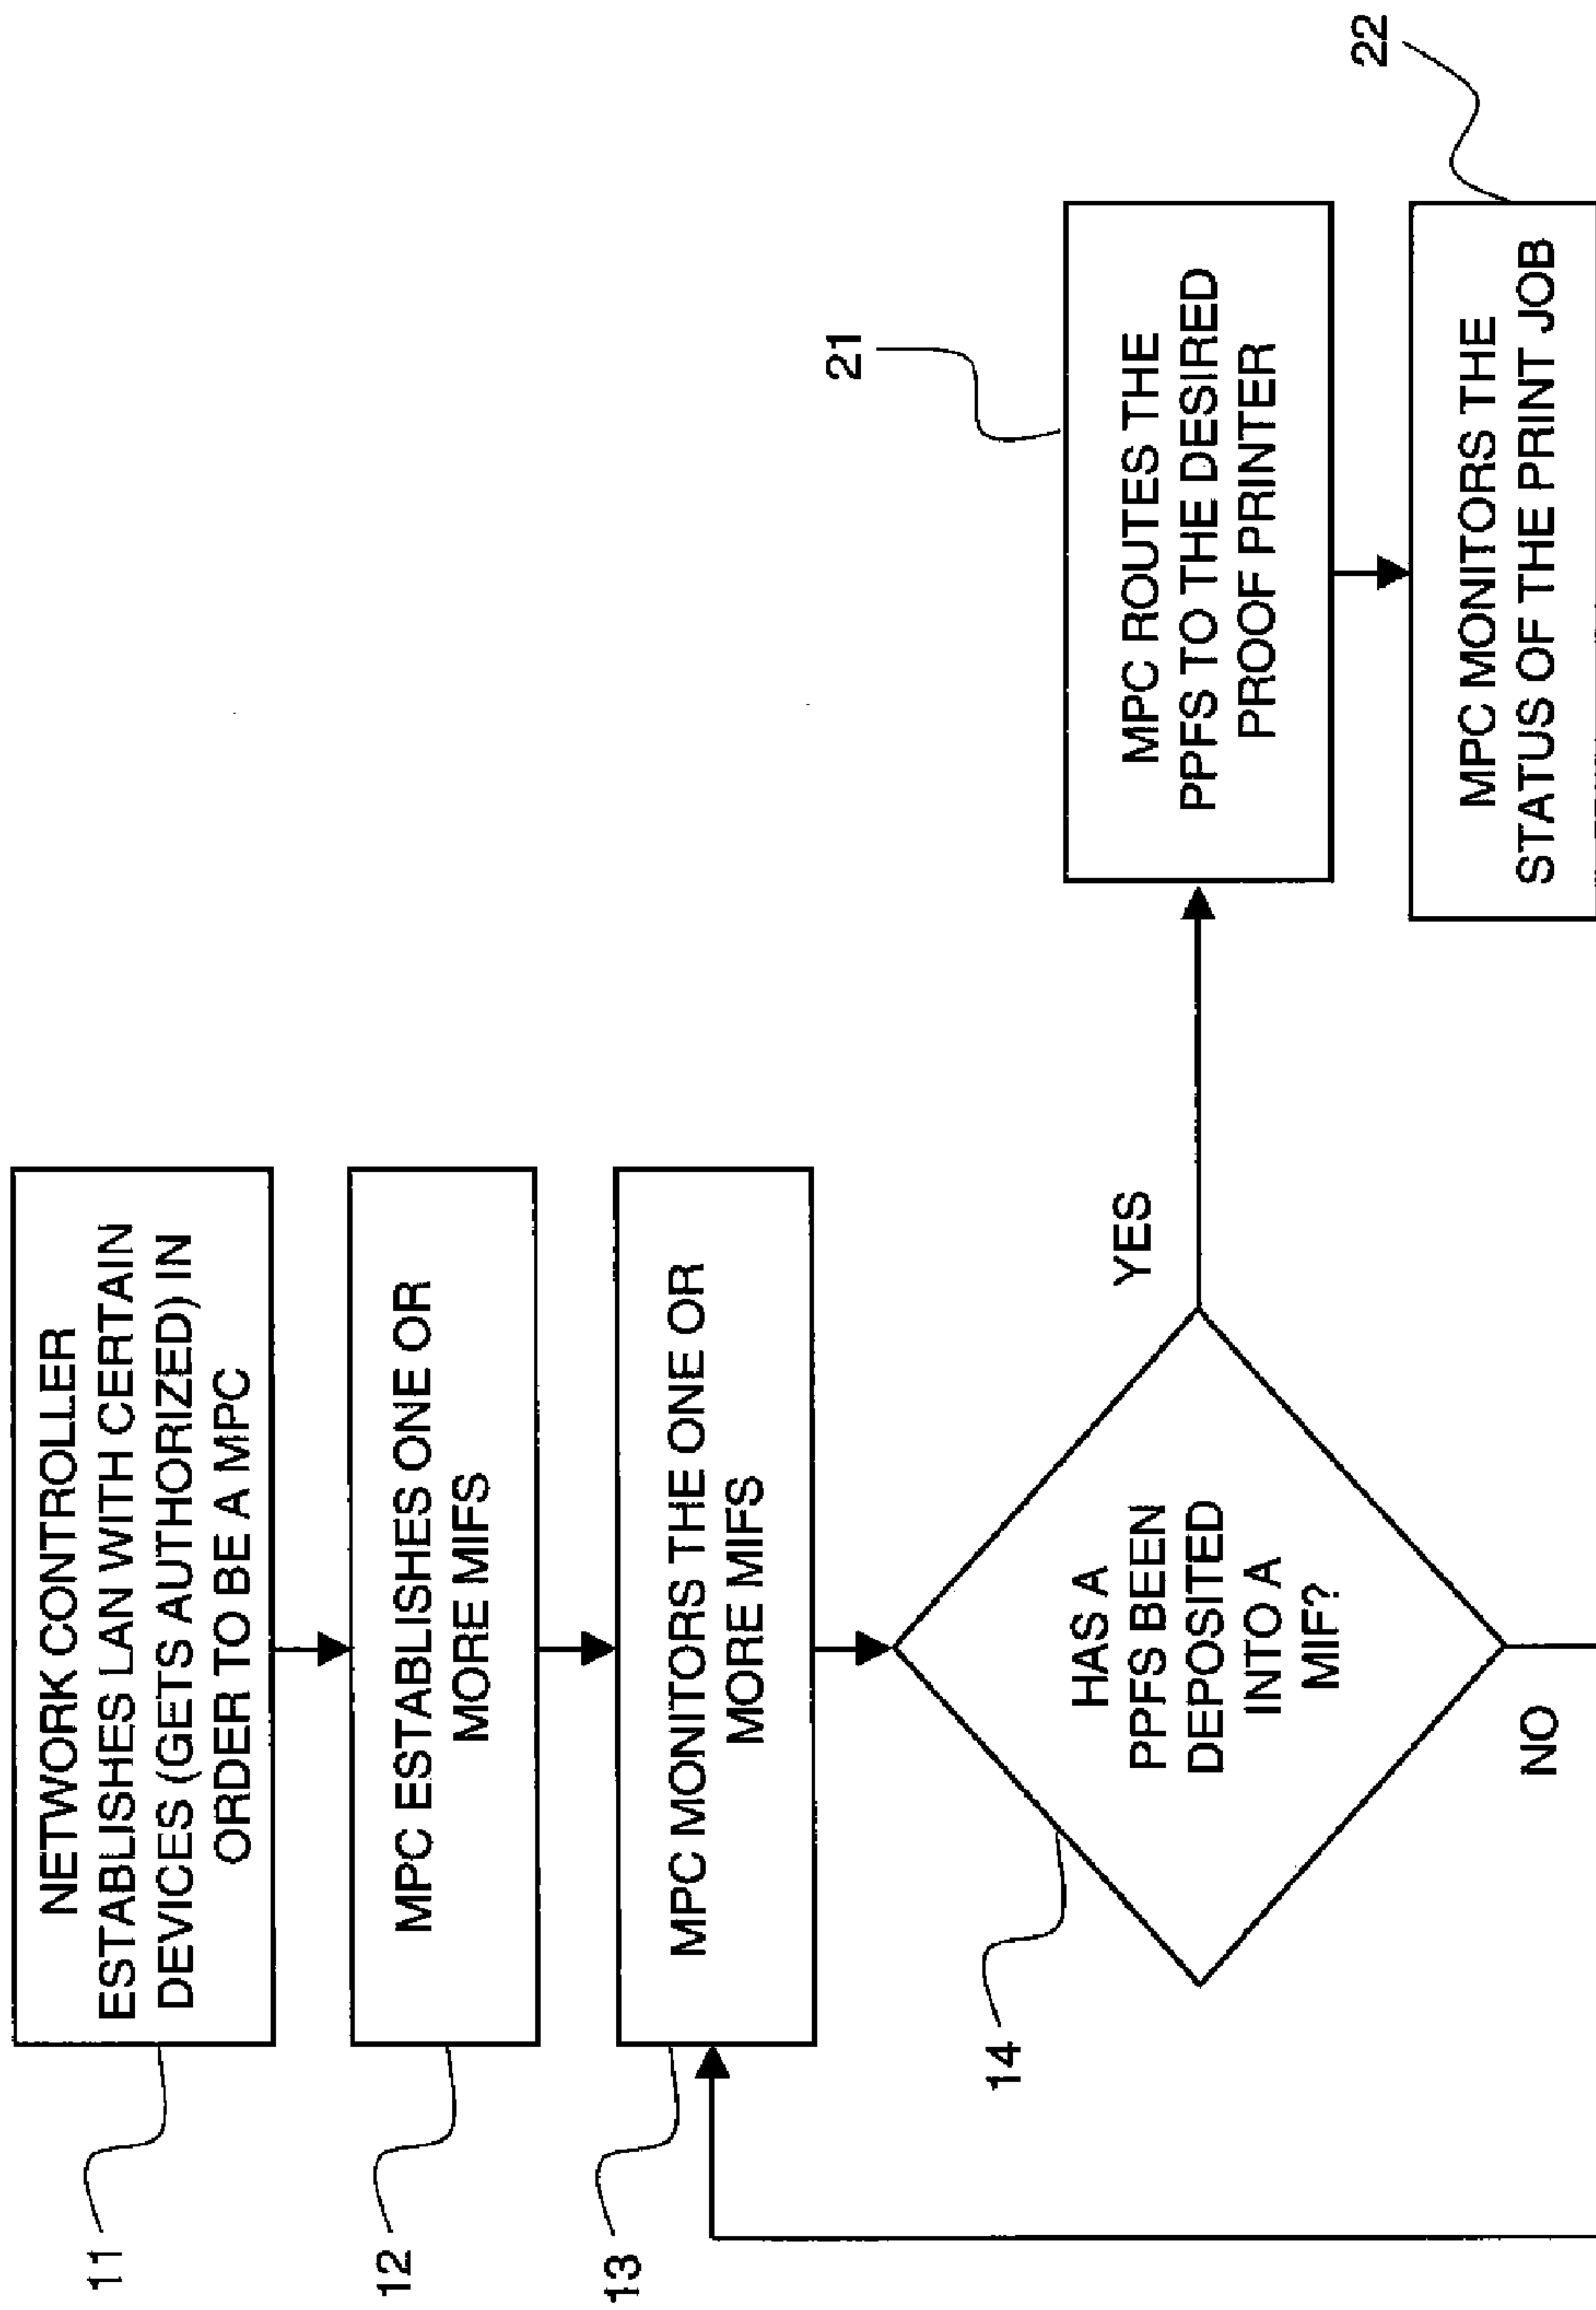 11
NETWORK CONTROLLER
ESTABLISHES LAN WITH CERTAIN
DEVICES (GETS AUTHORIZED) IN
ORDER TO BE A MPC
12
MPC ESTABLISHES ONE OR
MORE MIFS
13
MPC MONITORS THE ONE OR
MORE MIFS
14
HAS A
PPFS BEEN
DEPOSITED
INTO A
MIF?
YES
NO
21
MPC ROUTES THE
PPFS TO THE DESIRED
PROOF PRINTER
22
MPC MONITORS THE
STATUS OF THE PRINT JOB